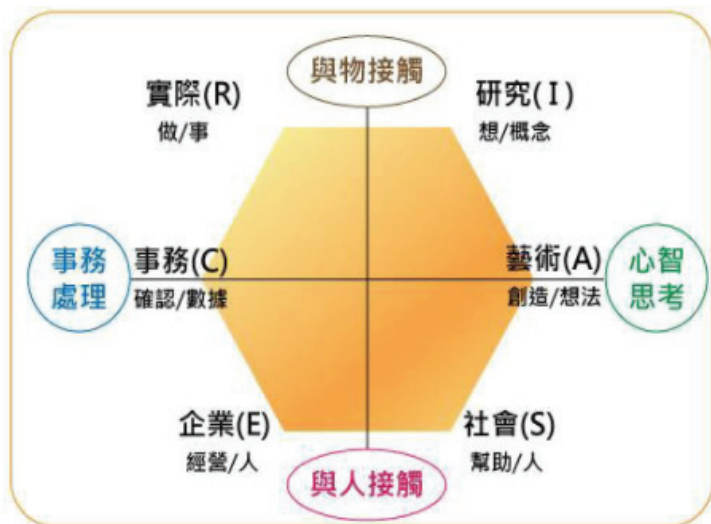 與物接觸
實際(R)
做/事
研究(I)
想/概念
事務
處理
事務(C)
確認/數據
藝術(A)
創造/想法
心智
思考
企業(E)
經營/人
社會(S)
幫助/人
與人接觸